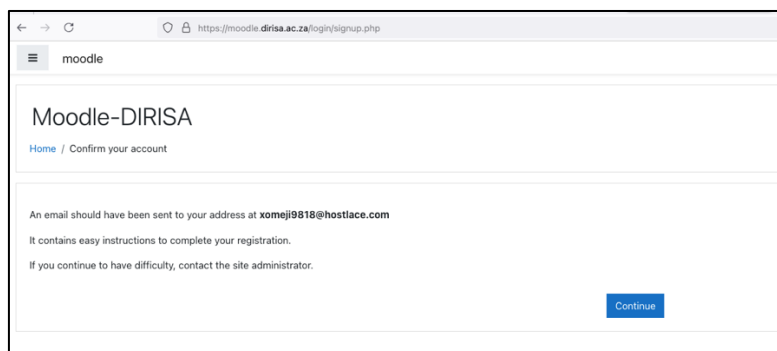 https://moodle.dirisa.ac.za/login/signup.php
moodle
Moodle-DIRISA
Home / Confirm your account
An email should have been sent to your address at xomeji9818@hostlace.com
It contains easy instructions to complete your registration.
If you continue to have difficulty, contact the site administrator.
Continue